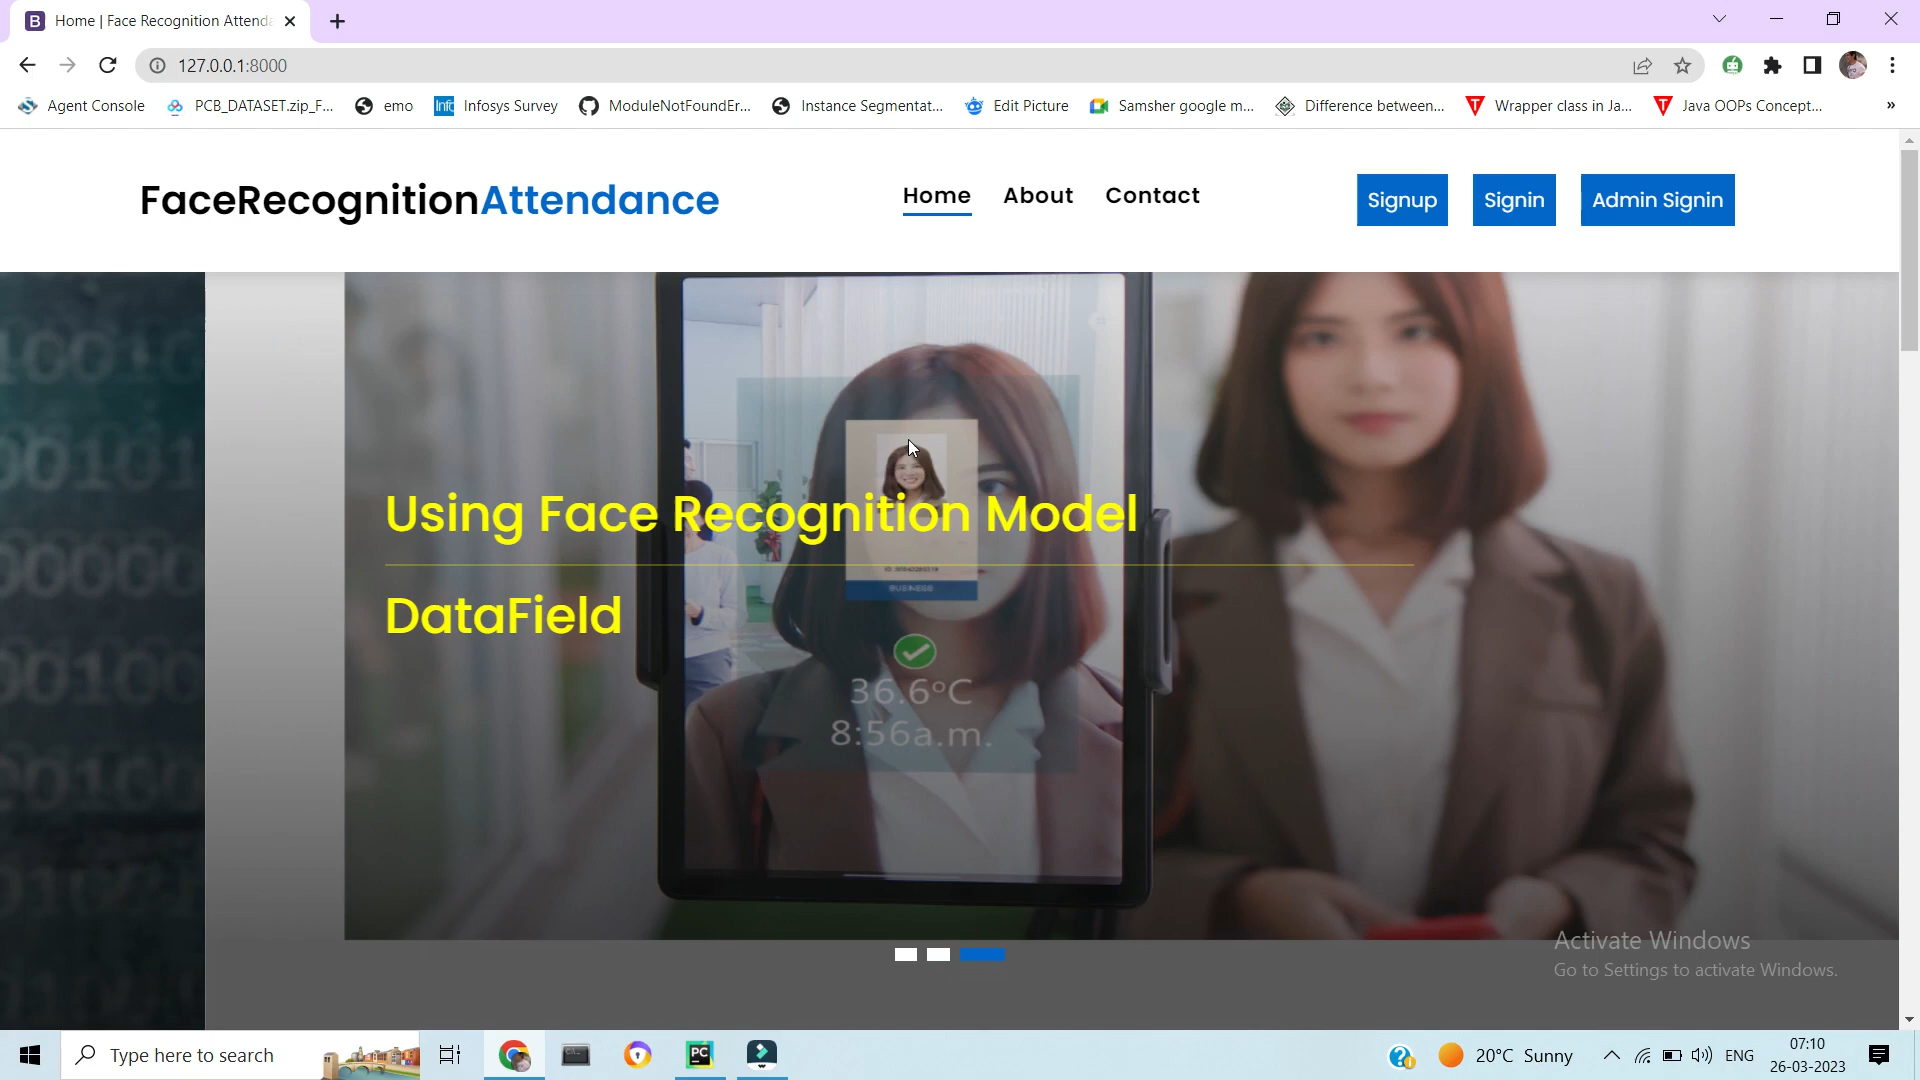 Home | Face Recognition Attenda
127.0.0.1:8000
Agent Console
PCB_DATASET.zip_F...
emo
Infosys Survey
ModuleNotFoundEr...
Instance Segmentat...
Edit Picture
Samsher google m...
Difference between...
Wrapper class in Ja...
Java OOPs Concept...
»
FaceRecognitionAttendance
Home
About
Contact
Signup
Signin
Admin Signin
Using Face Recognition Model
DataField
BUSINESS
36.6°C
8:56a.m.
Activate Windows
Go to Settings to activate Windows.
Type here to search
PC
20°C Sunny
ENG
07:10
26-03-2023